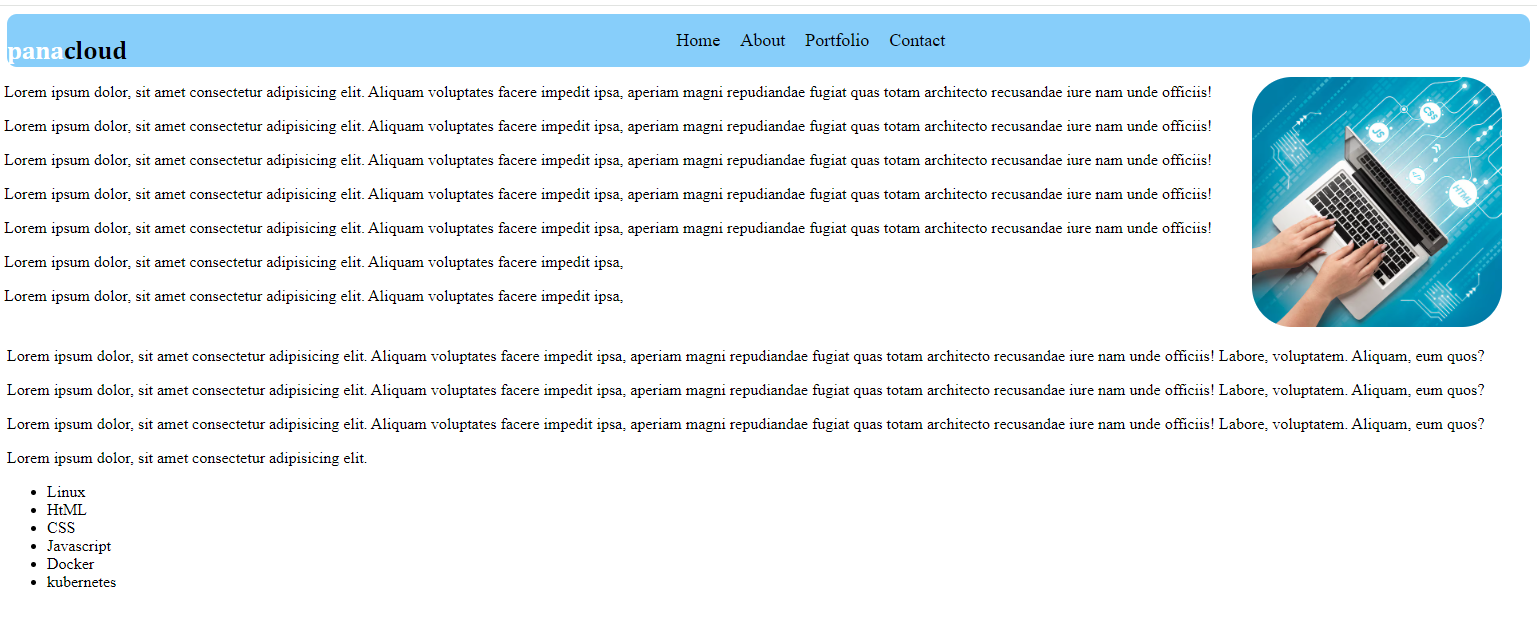 panacloud
Home About Portfolio Contact
Lorem ipsum dolor, sit amet consectetur adipisicing elit. Aliquam voluptates facere impedit ipsa, aperiam magni repudiandae fugiat quas totam architecto recusandae iure nam unde officiis!
Lorem ipsum dolor, sit amet consectetur adipisicing elit. Aliquam voluptates facere impedit ipsa, aperiam magni repudiandae fugiat quas totam architecto recusandae iure nam unde officiis!
Lorem ipsum dolor, sit amet consectetur adipisicing elit. Aliquam voluptates facere impedit ipsa, aperiam magni repudiandae fugiat quas totam architecto recusandae iure nam unde officiis!
Lorem ipsum dolor, sit amet consectetur adipisicing elit. Aliquam voluptates facere impedit ipsa, aperiam magni repudiandae fugiat quas totam architecto recusandae iure nam unde officiis!
Lorem ipsum dolor, sit amet consectetur adipisicing elit. Aliquam voluptates facere impedit ipsa, aperiam magni repudiandae fugiat quas totam architecto recusandae iure nam unde officiis!
Lorem ipsum dolor, sit amet consectetur adipisicing elit. Aliquam voluptates facere impedit ipsa,
Lorem ipsum dolor, sit amet consectetur adipisicing elit. Aliquam voluptates facere impedit ipsa,
CSS
JS
</>
HTML
Lorem ipsum dolor, sit amet consectetur adipisicing elit. Aliquam voluptates facere impedit ipsa, aperiam magni repudiandae fugiat quas totam architecto recusandae iure nam unde officiis! Labore, voluptatem. Aliquam, eum quos?
Lorem ipsum dolor, sit amet consectetur adipisicing elit. Aliquam voluptates facere impedit ipsa, aperiam magni repudiandae fugiat quas totam architecto recusandae iure nam unde officiis! Labore, voluptatem. Aliquam, eum quos?
Lorem ipsum dolor, sit amet consectetur adipisicing elit. Aliquam voluptates facere impedit ipsa, aperiam magni repudiandae fugiat quas totam architecto recusandae iure nam unde officiis! Labore, voluptatem. Aliquam, eum quos?
Lorem ipsum dolor, sit amet consectetur adipisicing elit.
• Linux
• HtML
• CSS
• Javascript
• Docker
• kubernetes